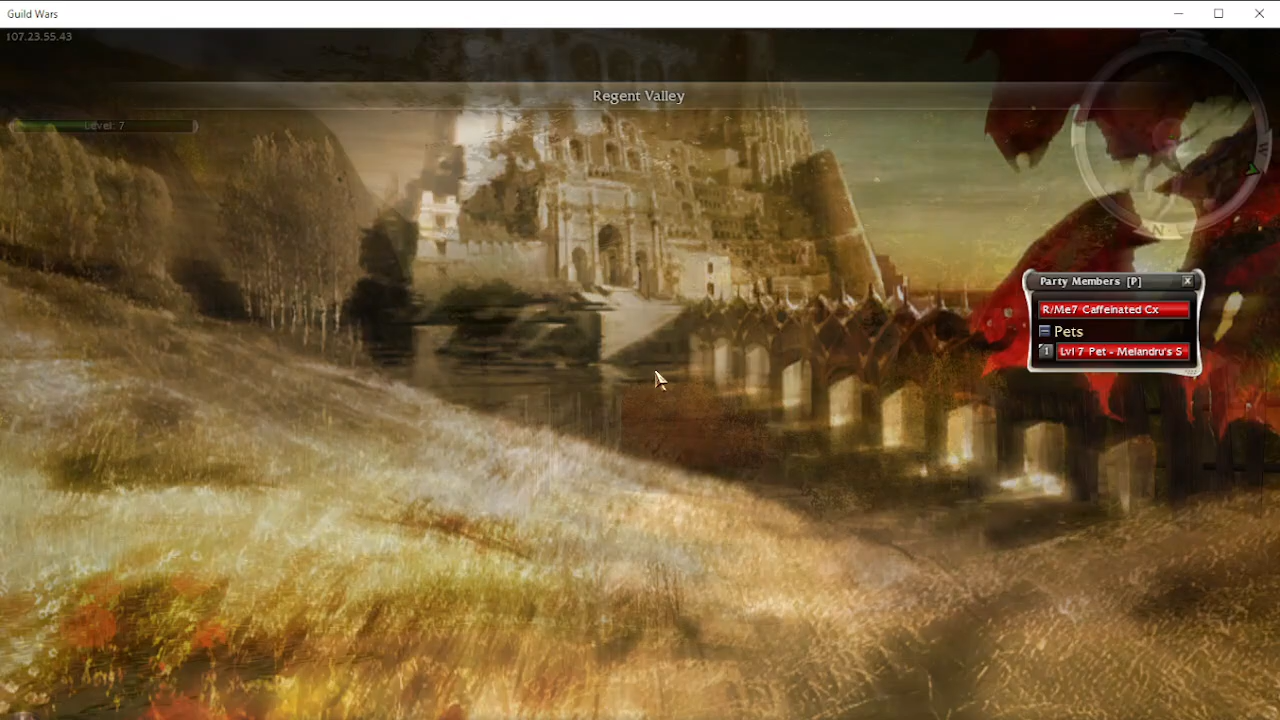 Guild Wars
107.23.55.43
Regent Valley
Level: 7
W
N
Party Members [P]
R/Me7 Caffeinated Cx
Pets
1 Lvl 7 Pet - Melandru's S